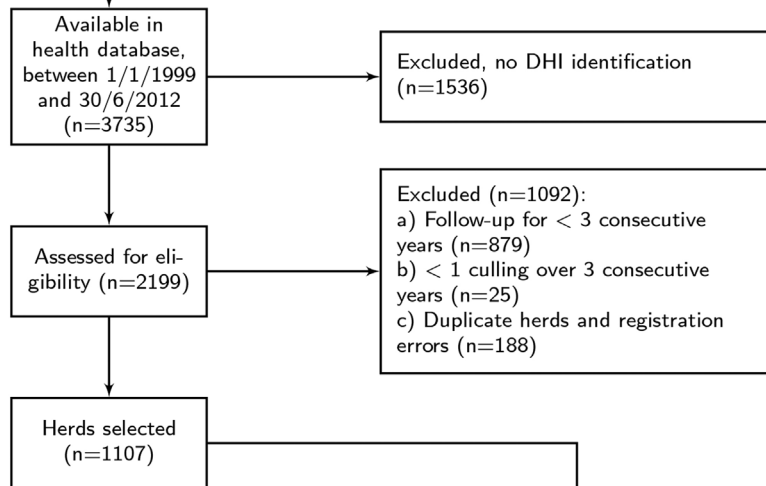 Available in
health database,
between 1/1/1999
and 30/6/2012
(n=3735)
Excluded, no DHI identification
(n=1536)
Assessed for eli-
gibility (n=2199)
Excluded (n=1092):
a) Follow-up for < 3 consecutive
years (n=879)
b) < 1 culling over 3 consecutive
years (n=25)
c) Duplicate herds and registration
errors (n=188)
Herds selected
(n=1107)